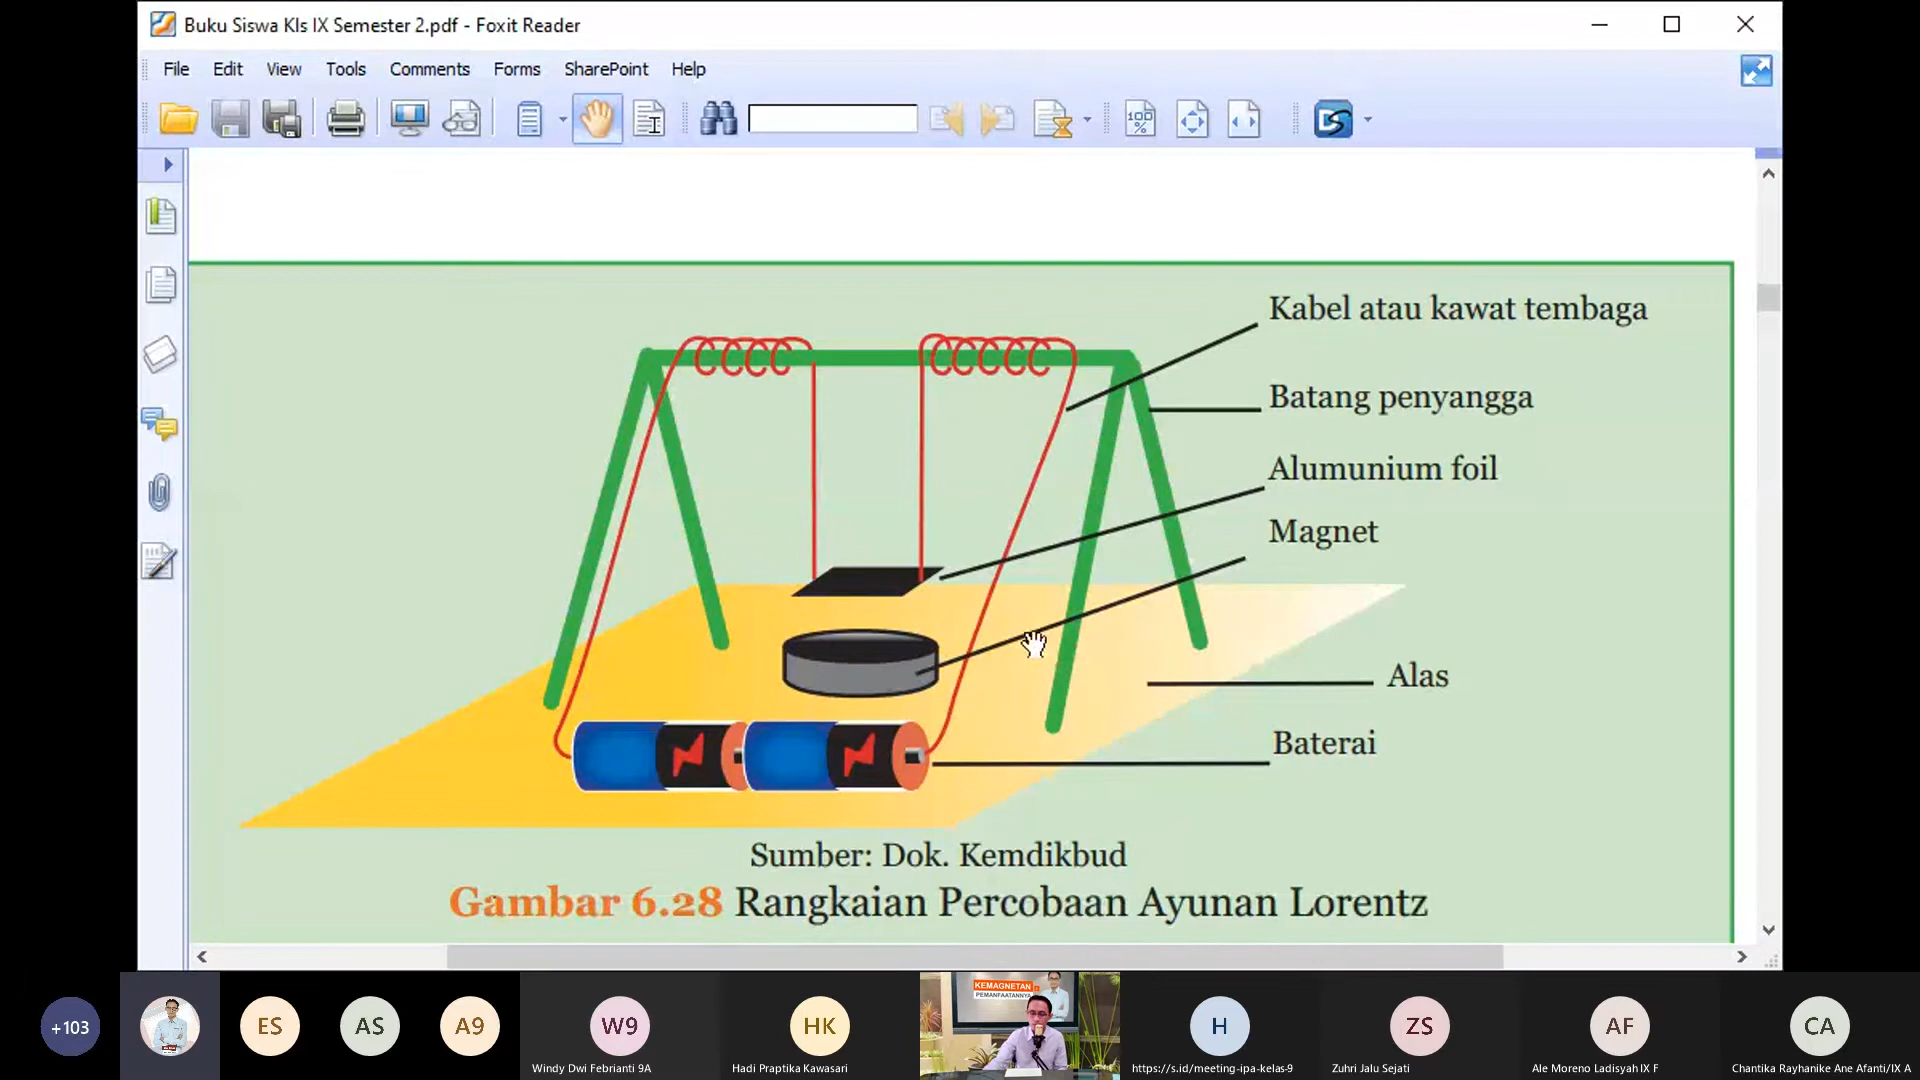 Buku Siswa Kls IX Semester 2.pdf - Foxit Reader
File Edit View Tools Comments Forms SharePoint Help
100 %
Kabel atau kawat tembaga
Batang penyangga
Alumunium foil
Magnet
Alas
Baterai
Sumber: Dok. Kemdikbud
Gambar 6.28 Rangkaian Percobaan Ayunan Lorentz
+103
ES
AS
A9
W9
HK
KEMAGNETAN
PEMANFAATANNYA
H
ZS
AF
CA
Windy Dwi Febrianti 9A
Hadi Praptika Kawasari
https://s.id/meeting-ipa-kelas-9
Zuhri Jalu Sejati
Ale Moreno Ladisyah IX F
Chantika Rayhanike Ane Afanti/IX A